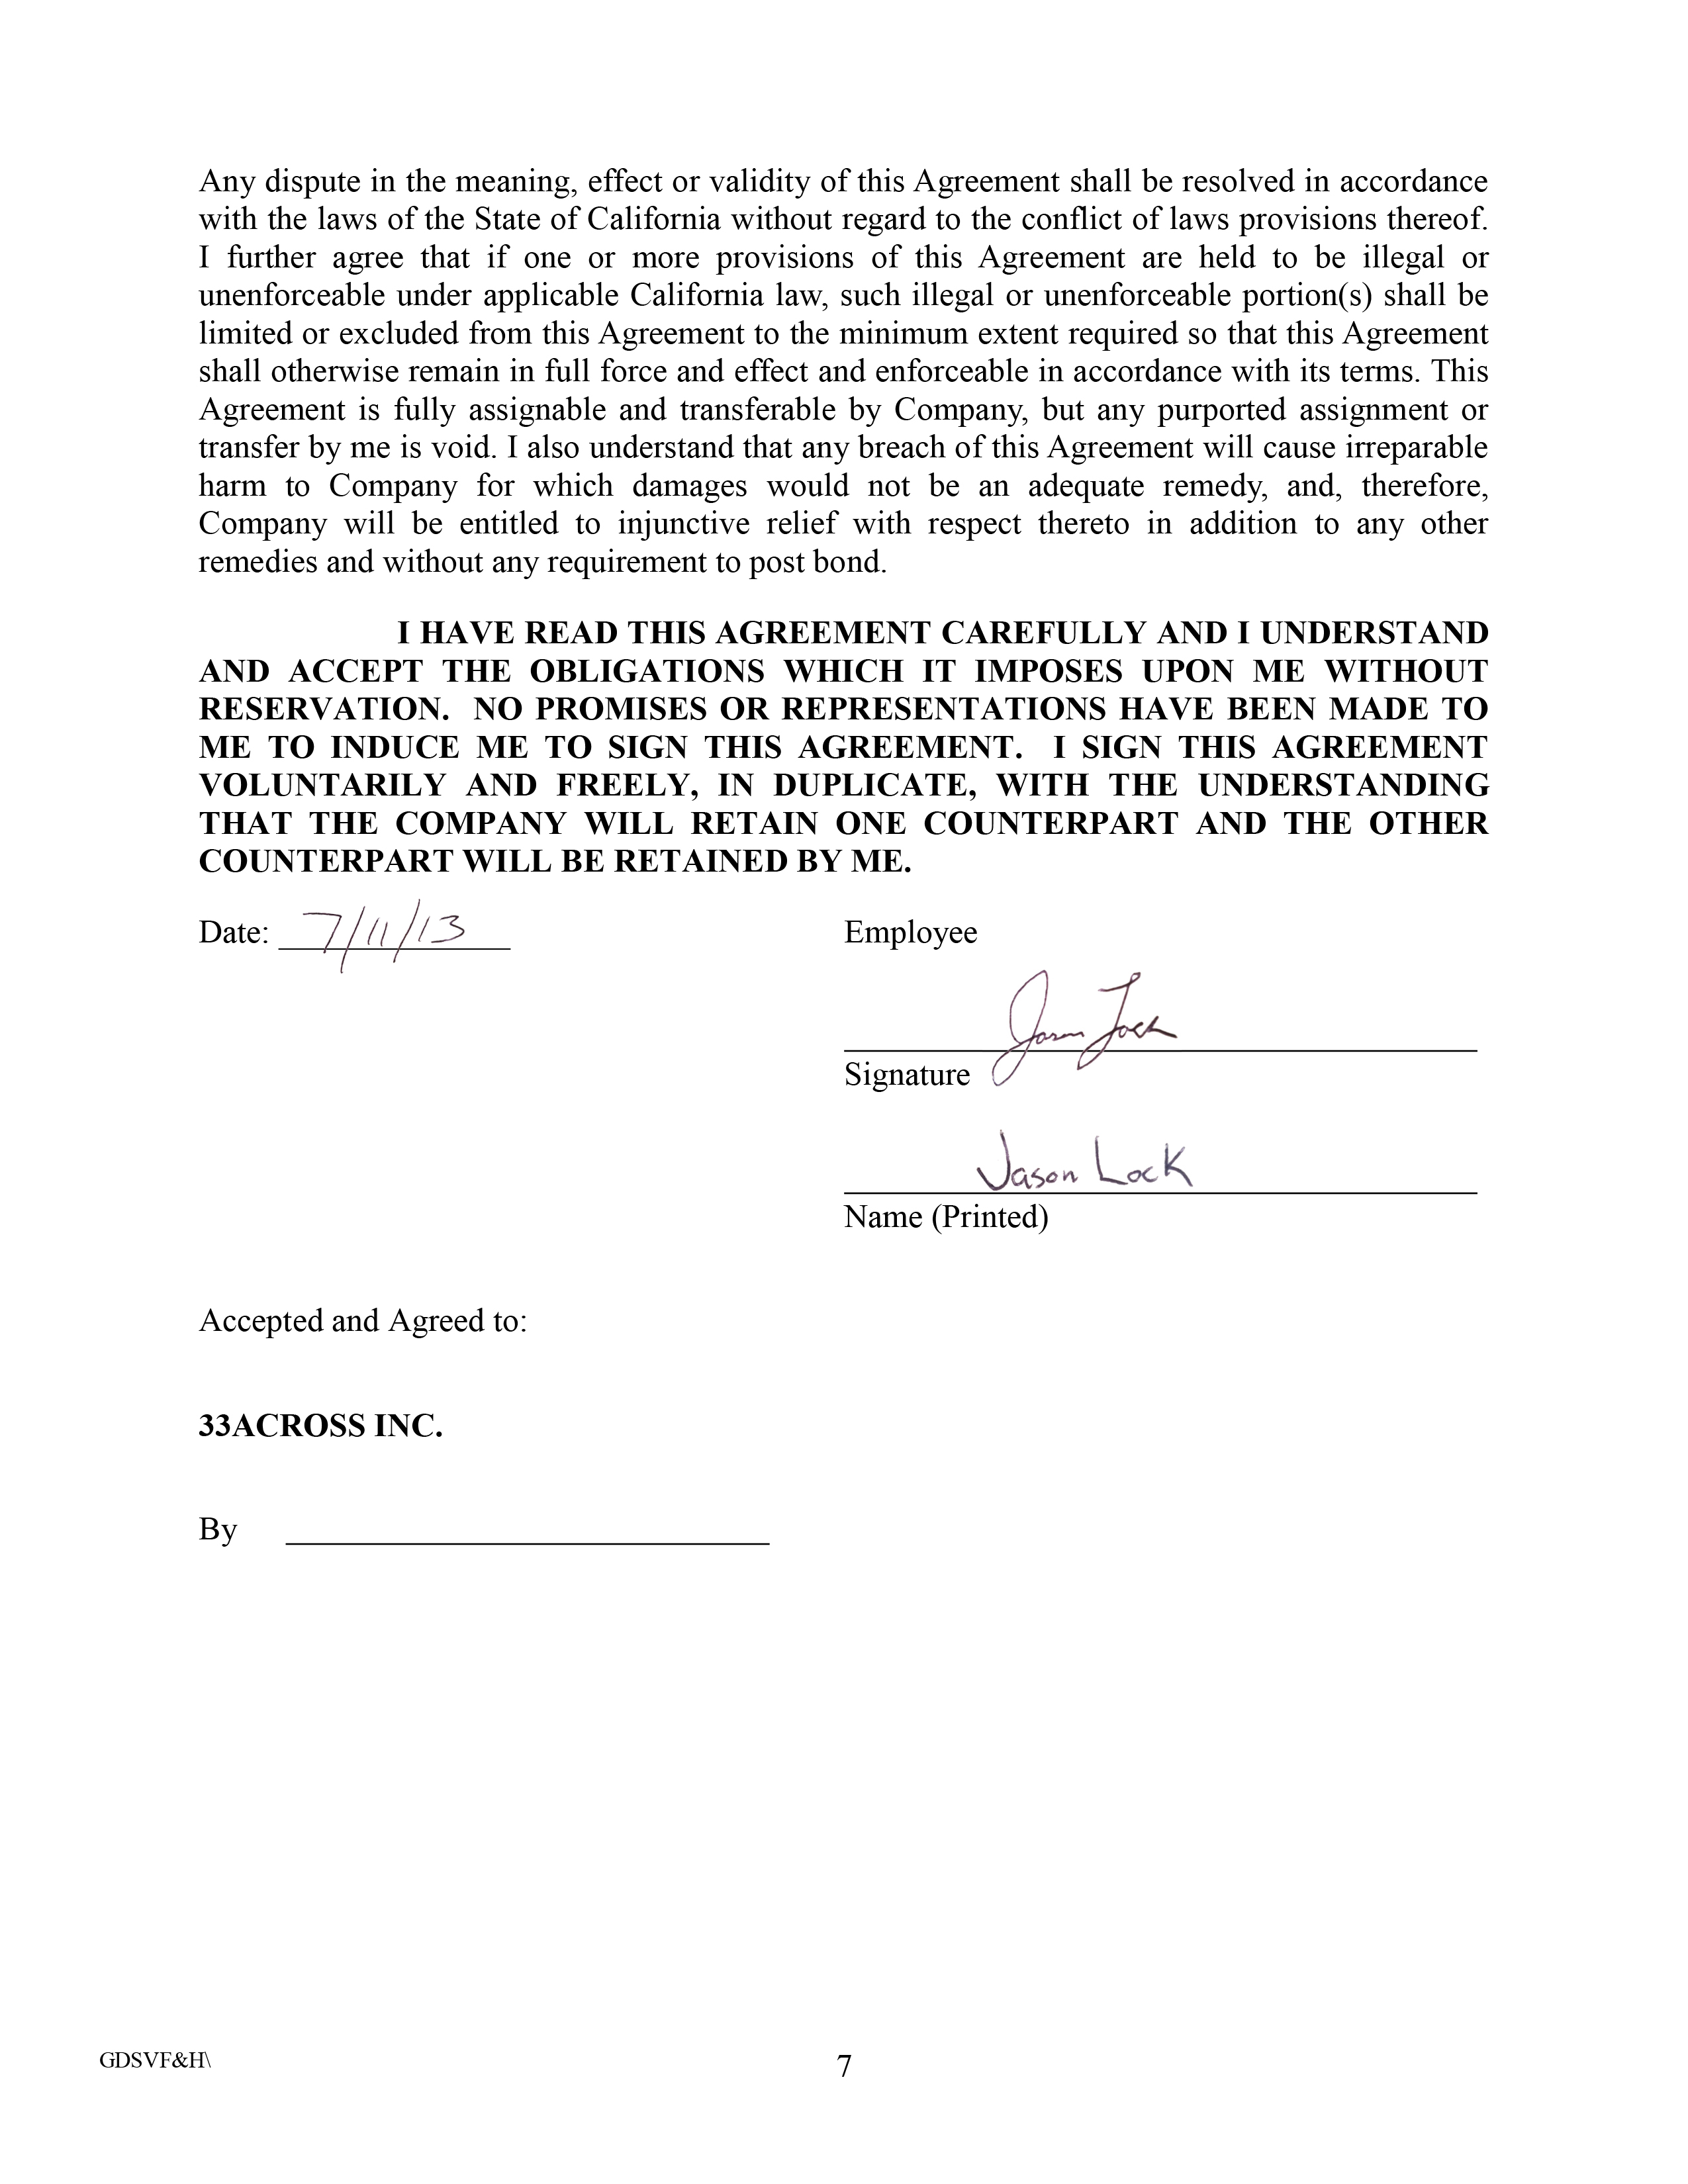 Any dispute in the meaning, effect or validity of this Agreement shall be resolved in accordance
with the laws of the State of California without regard to the conflict of laws provisions thereof.
I further agree that if one or more provisions of this Agreement are held to be illegal or
unenforceable under applicable California law, such illegal or unenforceable portion(s) shall be
limited or excluded from this Agreement to the minimum extent required so that this Agreement
shall otherwise remain in full force and effect and enforceable in accordance with its terms. This
Agreement is fully assignable and transferable by Company, but any purported assignment or
transfer by me is void. I also understand that any breach of this Agreement will cause irreparable
harm to Company for which damages would not be an adequate remedy, and, therefore,
Company will be entitled to injunctive relief with respect thereto in addition to any other
remedies and without any requirement to post bond.
I HAVE READ THIS AGREEMENT CAREFULLY AND I UNDERSTAND
AND ACCEPT THE OBLIGATIONS WHICH IT IMPOSES UPON ME WITHOUT
RESERVATION. NO PROMISES OR REPRESENTATIONS HAVE BEEN MADE TO
ME TO INDUCE ME TO SIGN THIS AGREEMENT. I SIGN THIS AGREEMENT
VOLUNTARILY AND FREELY, IN DUPLICATE, WITH THE UNDERSTANDING
THAT THE COMPANY WILL RETAIN ONE COUNTERPART AND THE OTHER
COUNTERPART WILL BE RETAINED BY ME.
Date: 7/11/13 Employee
Jason Lock
Signature
Jason Lock
Name (Printed)
Accepted and Agreed to:
33ACROSS INC.
By
GDSVF&H\ 7